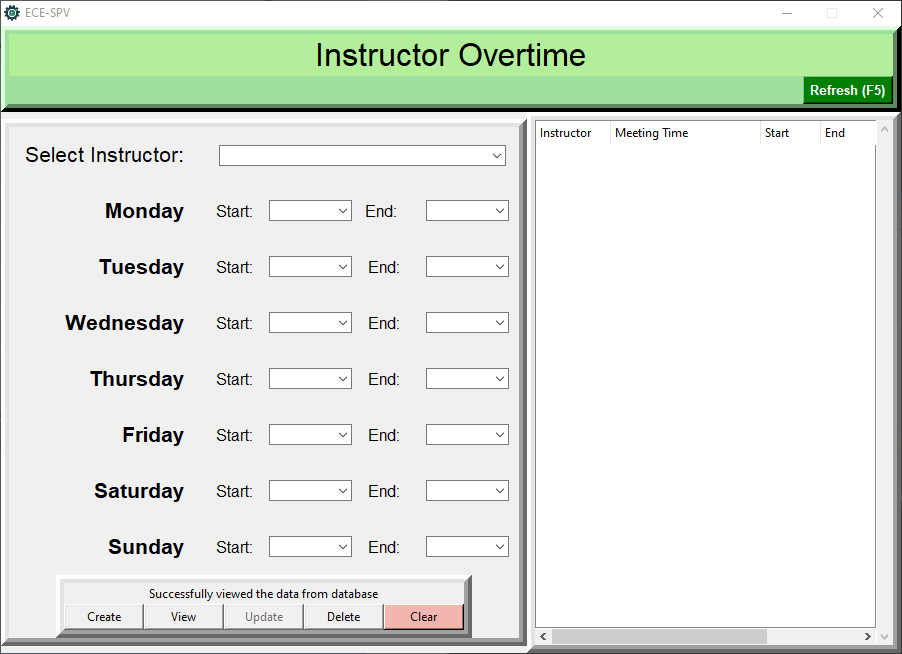 ECE-SPV
Instructor Overtime
Refresh (F5)
Select Instructor:
Monday Start: End:
Tuesday Start: End:
Wednesday Start: End:
Thursday Start: End:
Friday Start: End:
Saturday Start: End:
Sunday Start: End:
Successfully viewed the data from database
Create View Update Delete Clear
Instructor Meeting Time Start End